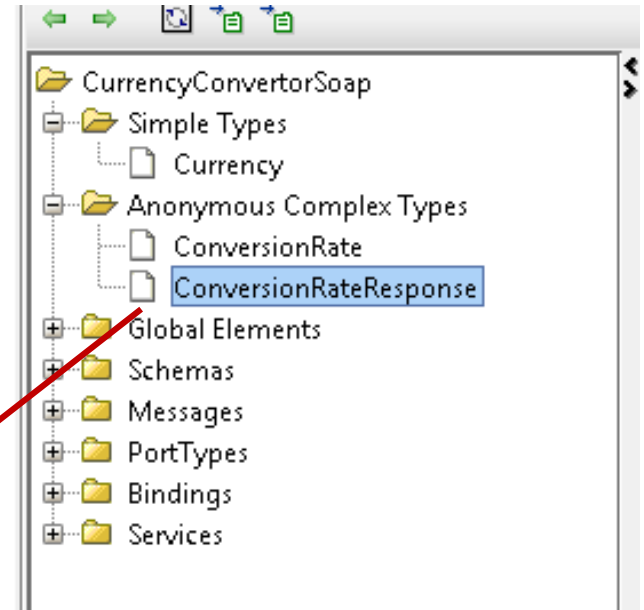 CurrencyConvertorSoap
Simple Types
Currency
Anonymous Complex Types
ConversionRate
ConversionRateResponse
Global Elements
Schemas
Messages
PortTypes
Bindings
Services